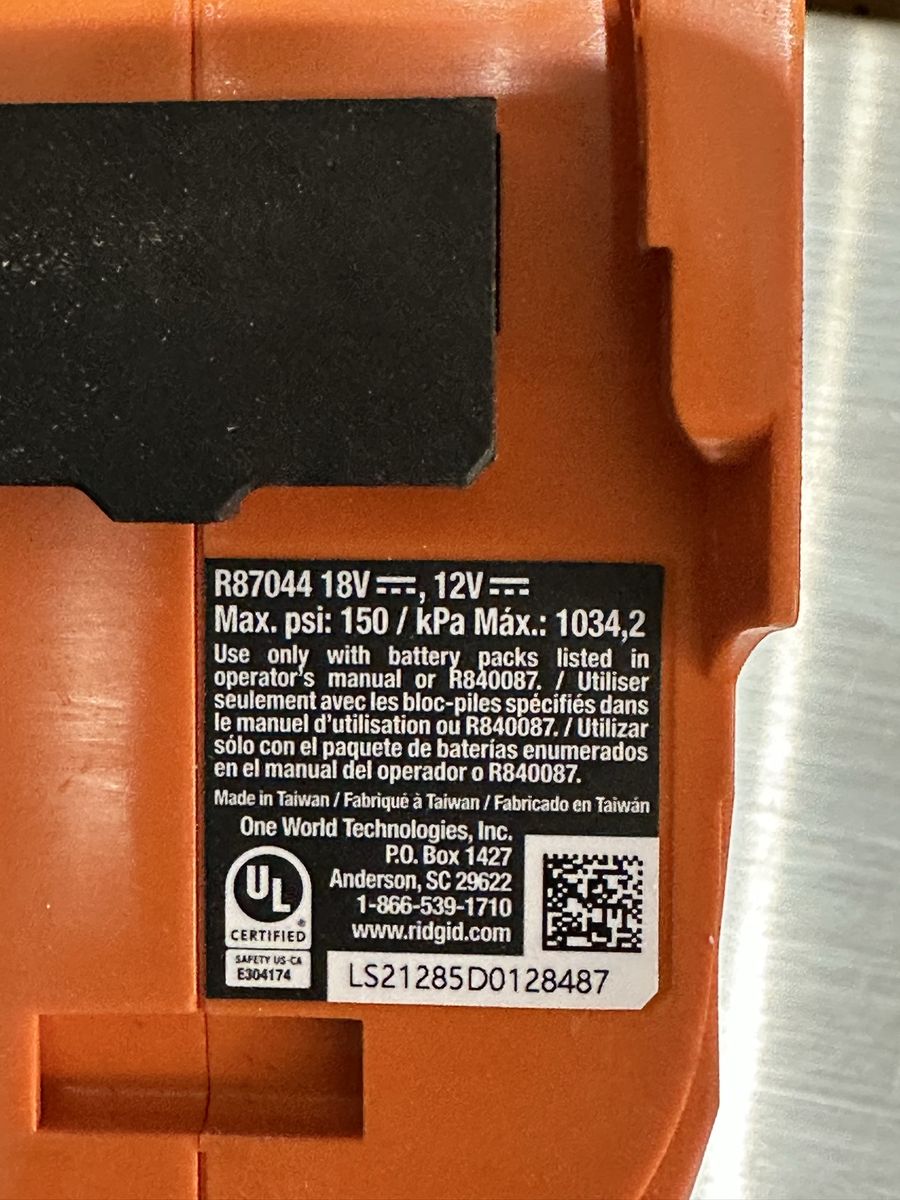 R87044 18V ⎓, 12V ⎓
Max. psi: 150 / kPa Máx.: 1034,2
Use only with battery packs listed in
operator's manual or R840087. / Utiliser
seulement avec les bloc-piles spécifiés dans
le manuel d'utilisation ou R840087. / Utilizar
sólo con el paquete de baterías enumerados
en el manual del operador o R840087.
Made in Taiwan / Fabriqué à Taiwan / Fabricado en Taiwán
One World Technologies, Inc.
P.O. Box 1427
Anderson, SC 29622
1-866-539-1710
www.ridgid.com
UL
®
CERTIFIED
SAFETY US-CA
E304174
LS21285D0128487